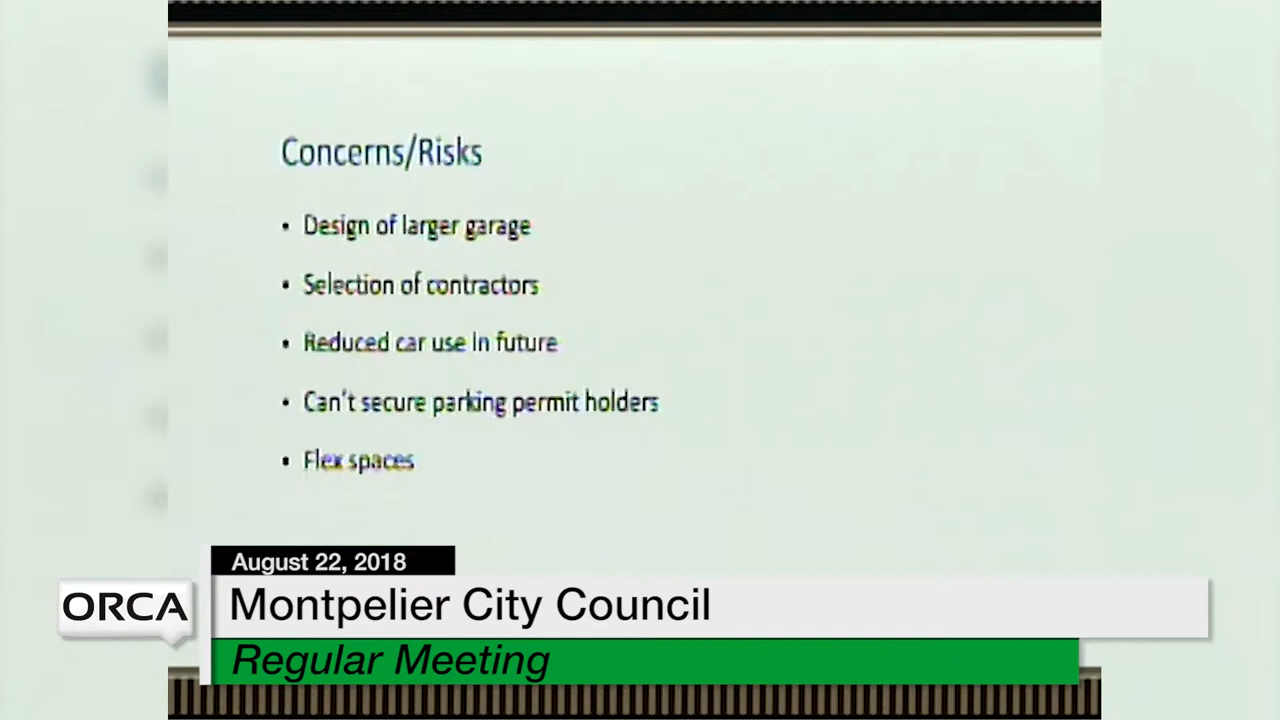 Concerns/Risks
• Design of larger garage
• Selection of contractors
• Reduced car use in future
• Can't secure parking permit holders
• Flex spaces
August 22, 2018
ORCA
Montpelier City Council
Regular Meeting